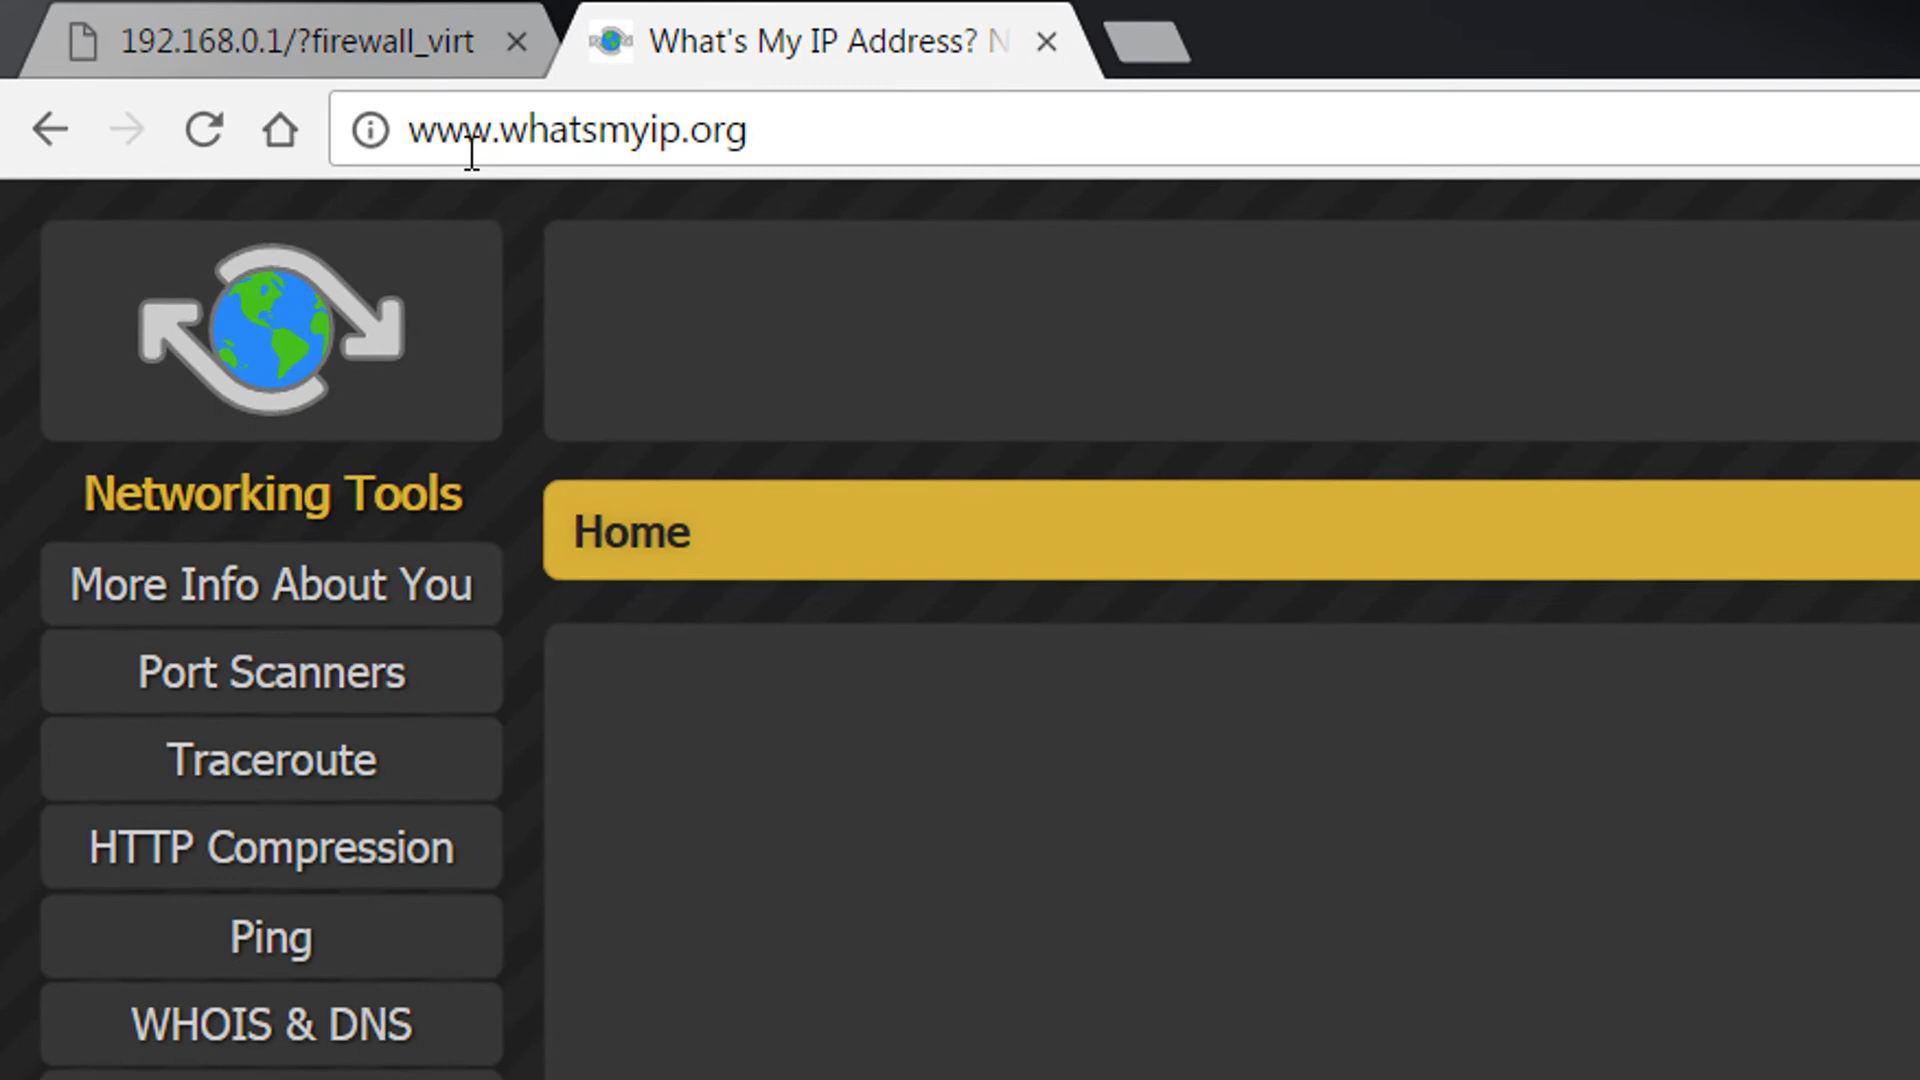 192.168.0.1/?firewall_virt
What's My IP Address? N
www.whatsmyip.org
Networking Tools
More Info About You
Port Scanners
Traceroute
HTTP Compression
Ping
WHOIS & DNS
Home